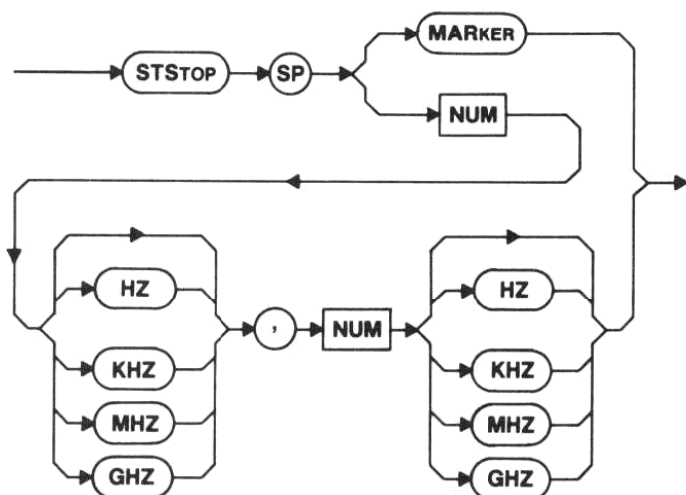 MARKER
STSTOP SP
NUM
HZ HZ
, NUM
KHZ KHZ
MHZ MHZ
GHZ GHZ